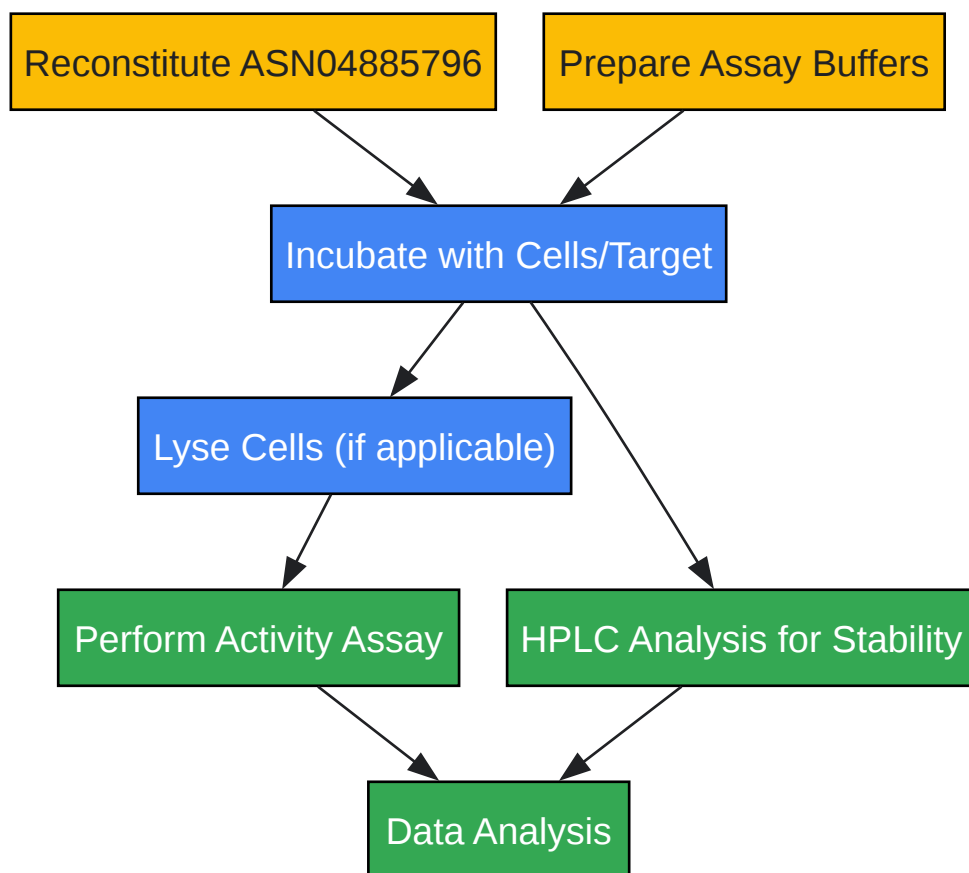 Reconstitute ASN04885796
Prepare Assay Buffers
Incubate with Cells/Target
Lyse Cells (if applicable)
Perform Activity Assay
HPLC Analysis for Stability
Data Analysis